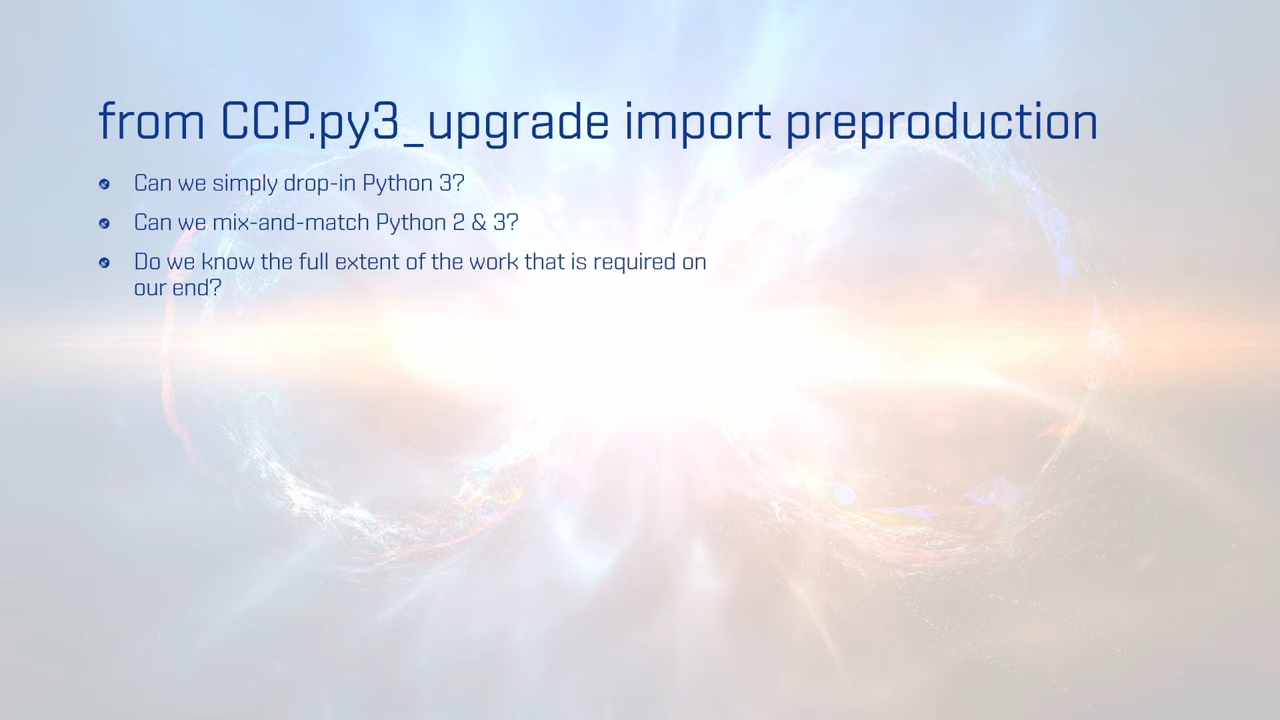 from CCP.py3_upgrade import preproduction
Can we simply drop-in Python 3?
Can we mix-and-match Python 2 & 3?
Do we know the full extent of the work that is required on
our end?